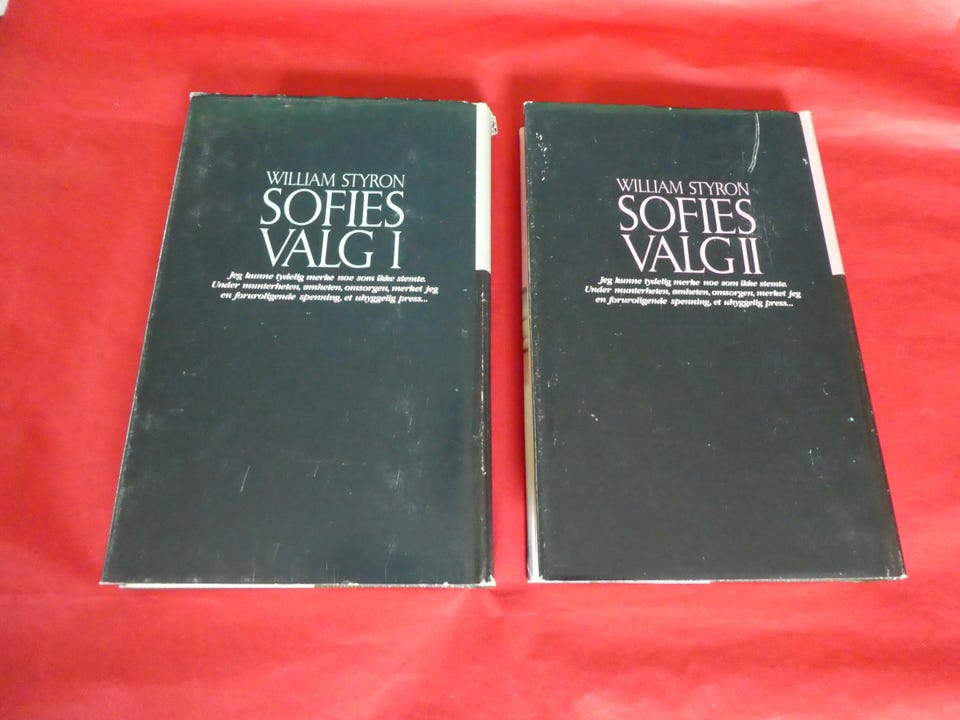 WILLIAM STYRON
SOFIES
VALG I
Jeg kunne tydelig merke noe som ikke stemte.
Under munterheten, ømheten, omsorgen, merket jeg
en foruroligende spenning, et uhyggelig press...
WILLIAM STYRON
SOFIES
VALG II
Jeg kunne tydelig merke noe som ikke stemte.
Under munterheten, ømheten, omsorgen, merket jeg
en foruroligende spenning, et uhyggelig press...